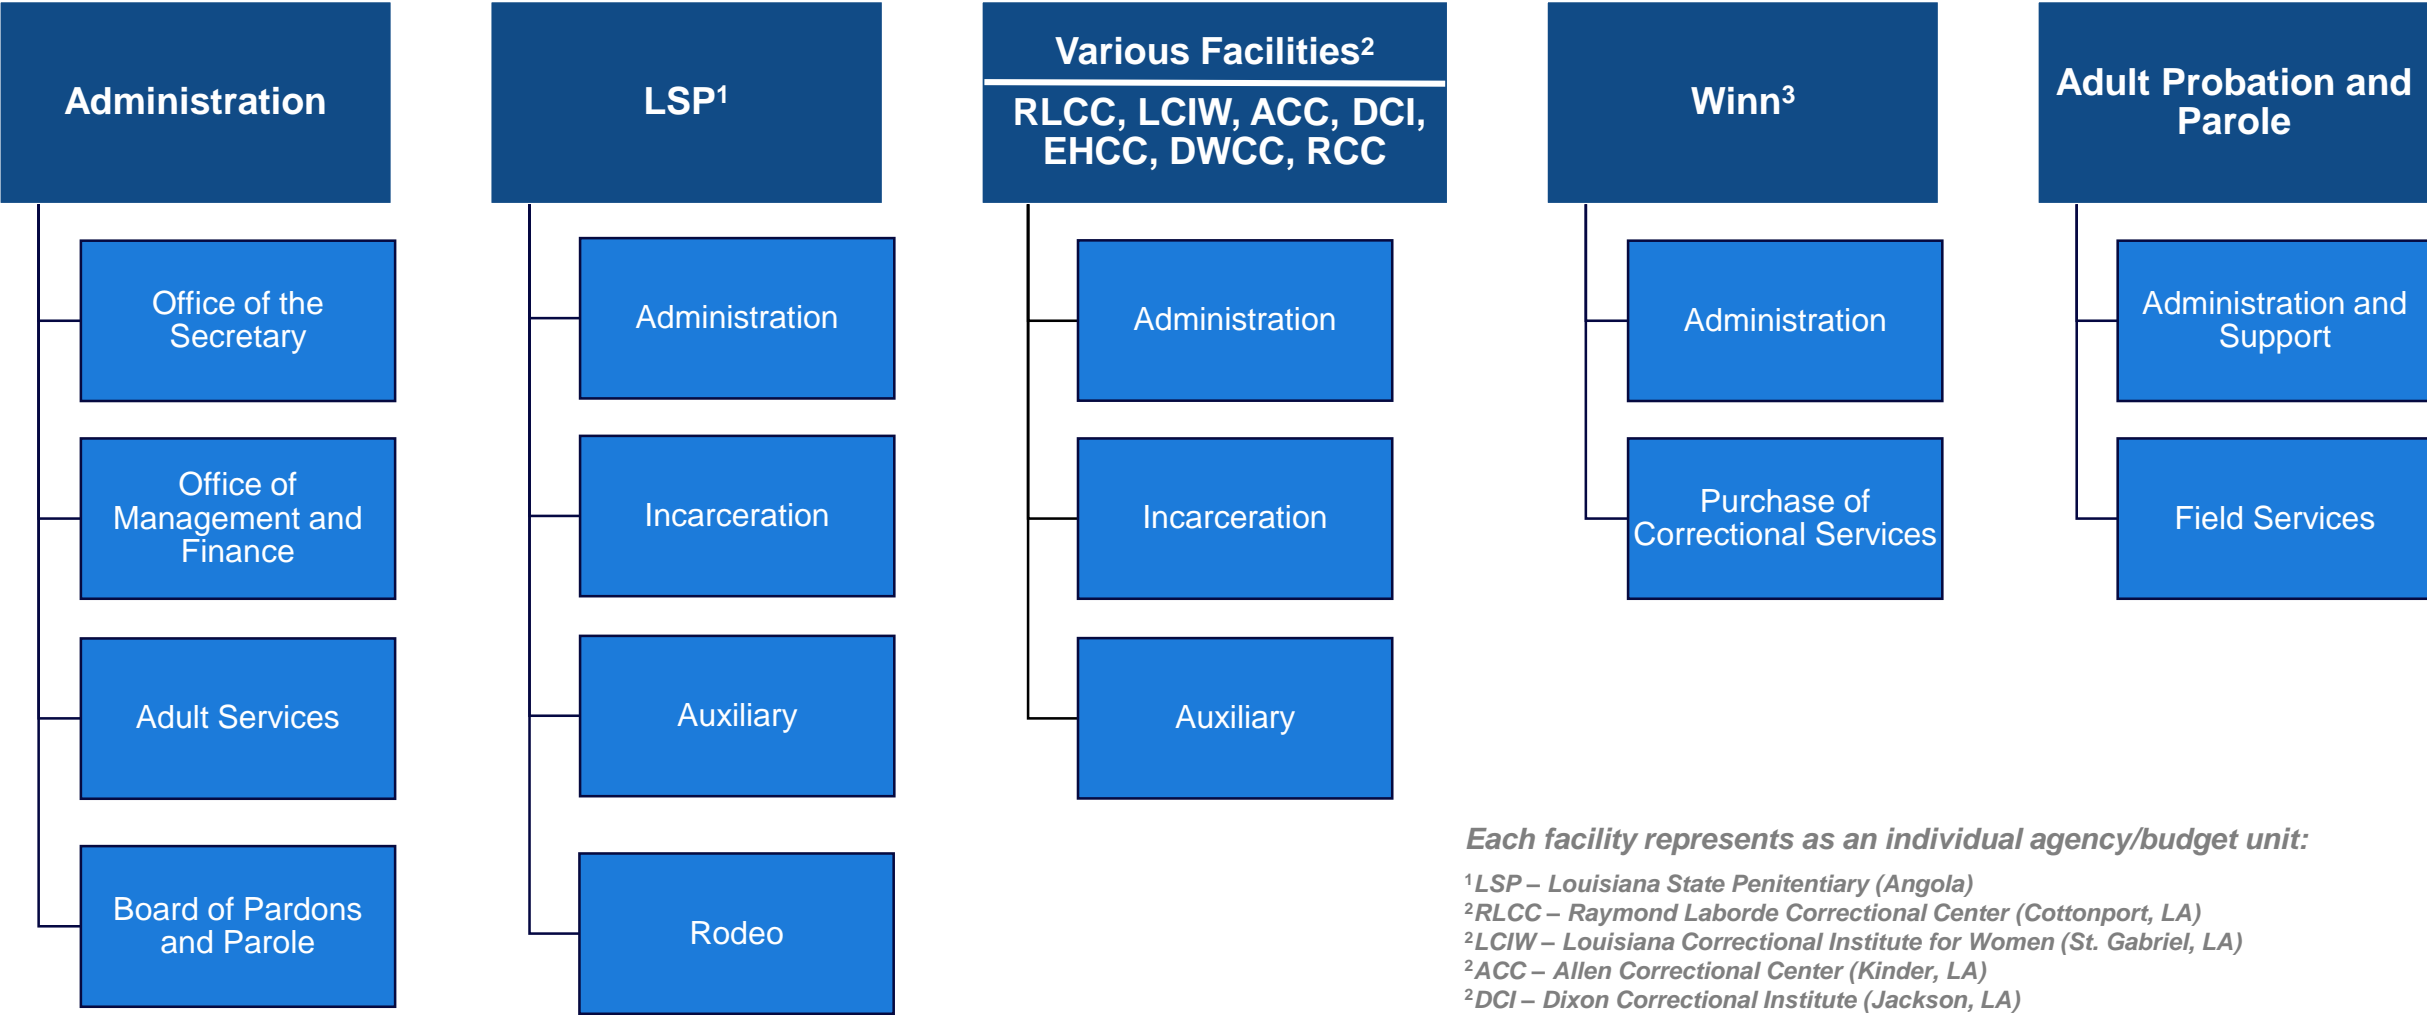 Administration
Office of the
Secretary
Office of
Management and
Finance
Adult Services
Board of Pardons
and Parole
LSP¹
Administration
Incarceration
Auxiliary
Rodeo
Various Facilities²
RLCC, LCIW, ACC, DCI,
EHCC, DWCC, RCC
Administration
Incarceration
Auxiliary
Winn³
Administration
Purchase of
Correctional Services
Adult Probation and
Parole
Administration and
Support
Field Services
Each facility represents as an individual agency/budget unit:
¹LSP – Louisiana State Penitentiary (Angola)
²RLCC – Raymond Laborde Correctional Center (Cottonport, LA)
²LCIW – Louisiana Correctional Institute for Women (St. Gabriel, LA)
²ACC – Allen Correctional Center (Kinder, LA)
²DCI – Dixon Correctional Institute (Jackson, LA)